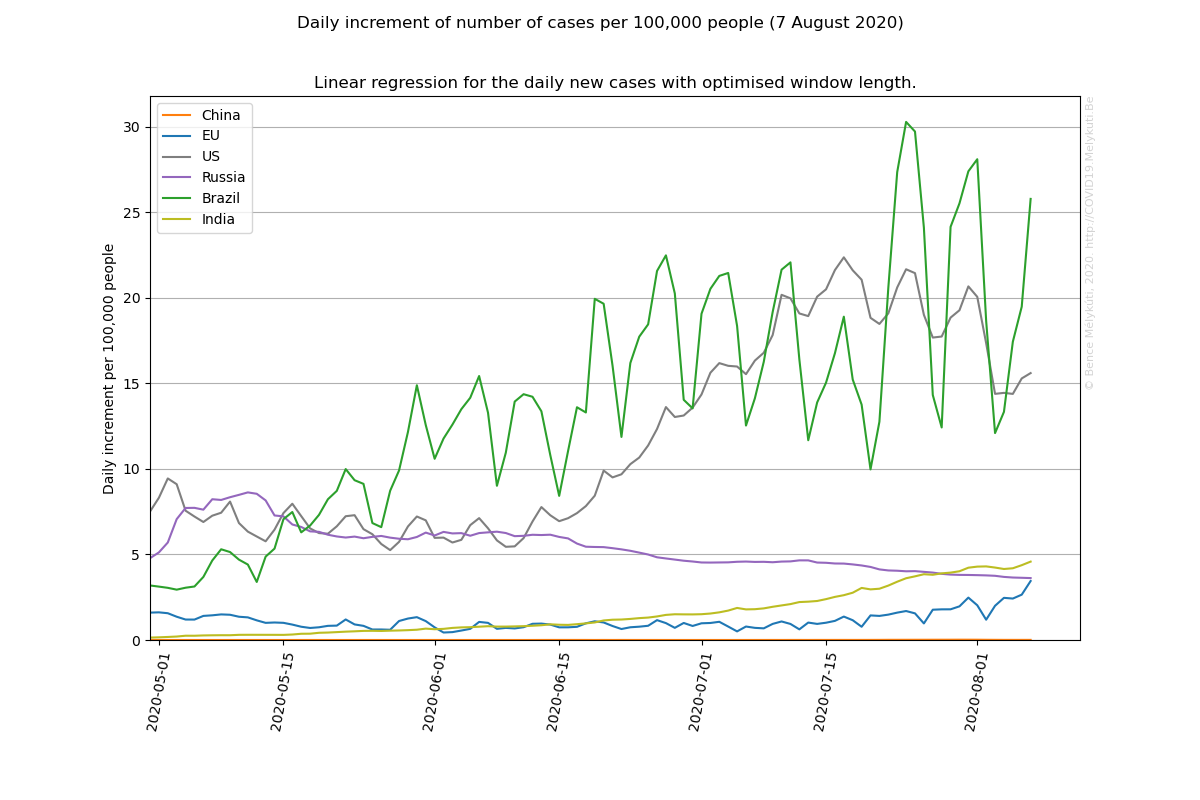 Daily increment of number of cases per 100,000 people (7 August 2020)
Linear regression for the daily new cases with optimised window length.
China
EU
US
Russia
Brazil
India
Daily increment per 100,000 people
30
25
20
15
10
5
0
2020-05-01
2020-05-15
2020-06-01
2020-06-15
2020-07-01
2020-07-15
2020-08-01
© Bence Mélykúti, 2020 http://COVID19.Melykuti.Be